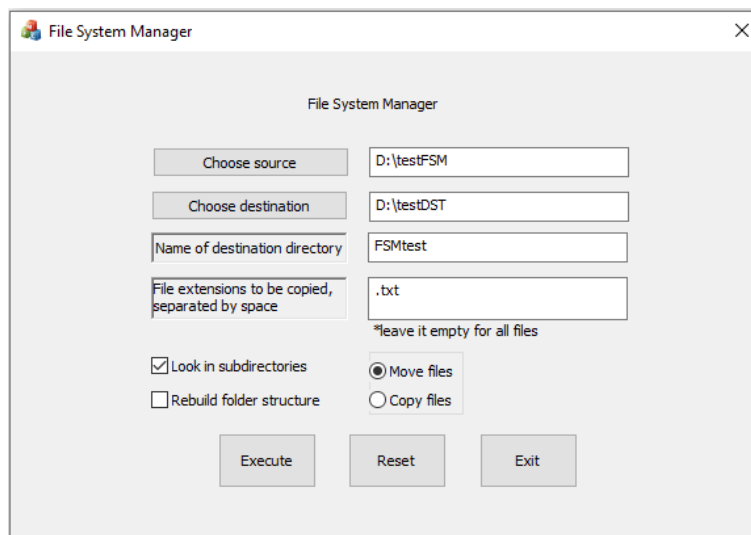 File System Manager
File System Manager
Choose source
D:\testFSM
Choose destination
D:\testDST
Name of destination directory
FSMtest
File extensions to be copied,
separated by space
.txt
*leave it empty for all files
Look in subdirectories
Move files
Rebuild folder structure
Copy files
Execute
Reset
Exit